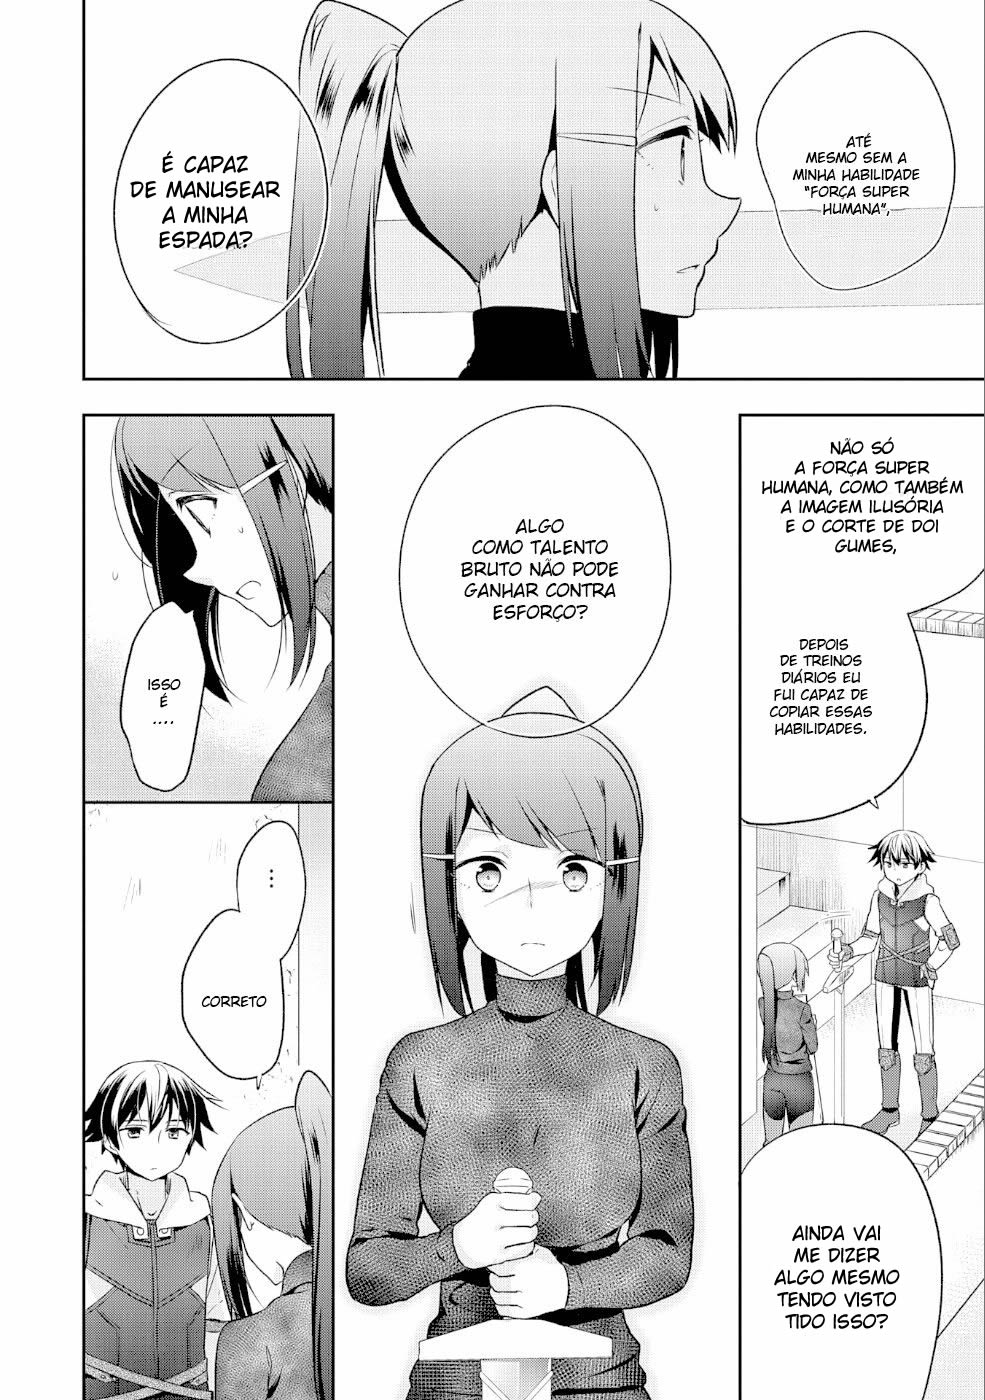 ATÉ
MESMO SEM A
MINHA HABILIDADE
"FORÇA SUPER
HUMANA",
É CAPAZ
DE MANUSEAR
A MINHA
ESPADA?
NÃO SÓ
A FORÇA SUPER
HUMANA, COMO TAMBÉM
A IMAGEM ILUSÓRIA
E O CORTE DE DOI
GUMES,
DEPOIS
DE TREINOS
DIÁRIOS EU
FUI CAPAZ DE
COPIAR ESSAS
HABILIDADES.
AINDA VAI
ME DIZER
ALGO MESMO
TENDO VISTO
TIDO ISSO?
ALGO
COMO TALENTO
BRUTO NÃO PODE
GANHAR CONTRA
ESFORÇO?
ISSO
É
....
...
CORRETO